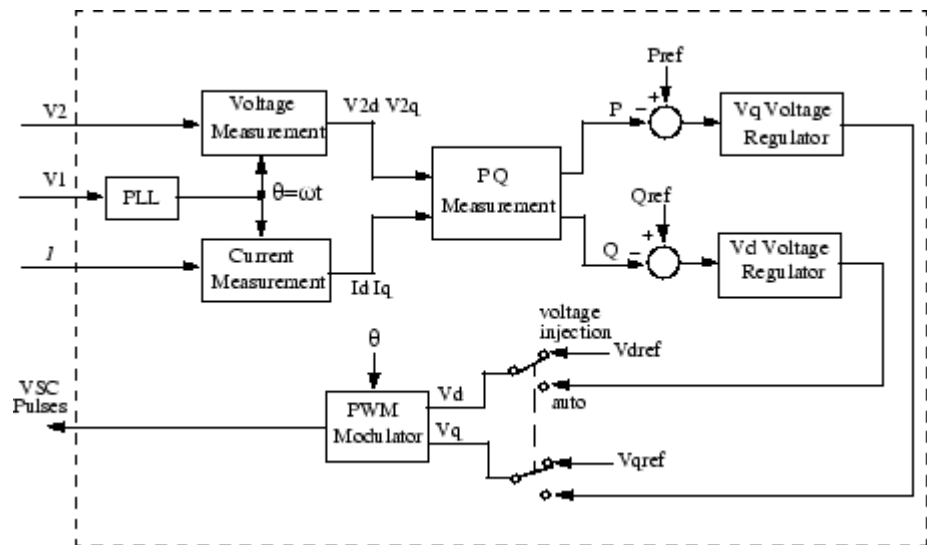 Pref
V2
Voltage
Measurement
V2d V2q
P
+
−
Vq Voltage
Regulator
V1
PLL
θ=ωt
PQ
Measurement
Qref
I
Current
Measurement
Id Iq
Q
+
−
Vd Voltage
Regulator
voltage
injection
θ
Vdref
VSC
Pulses
PWM
Modulator
Vd
Vq
auto
Vqref